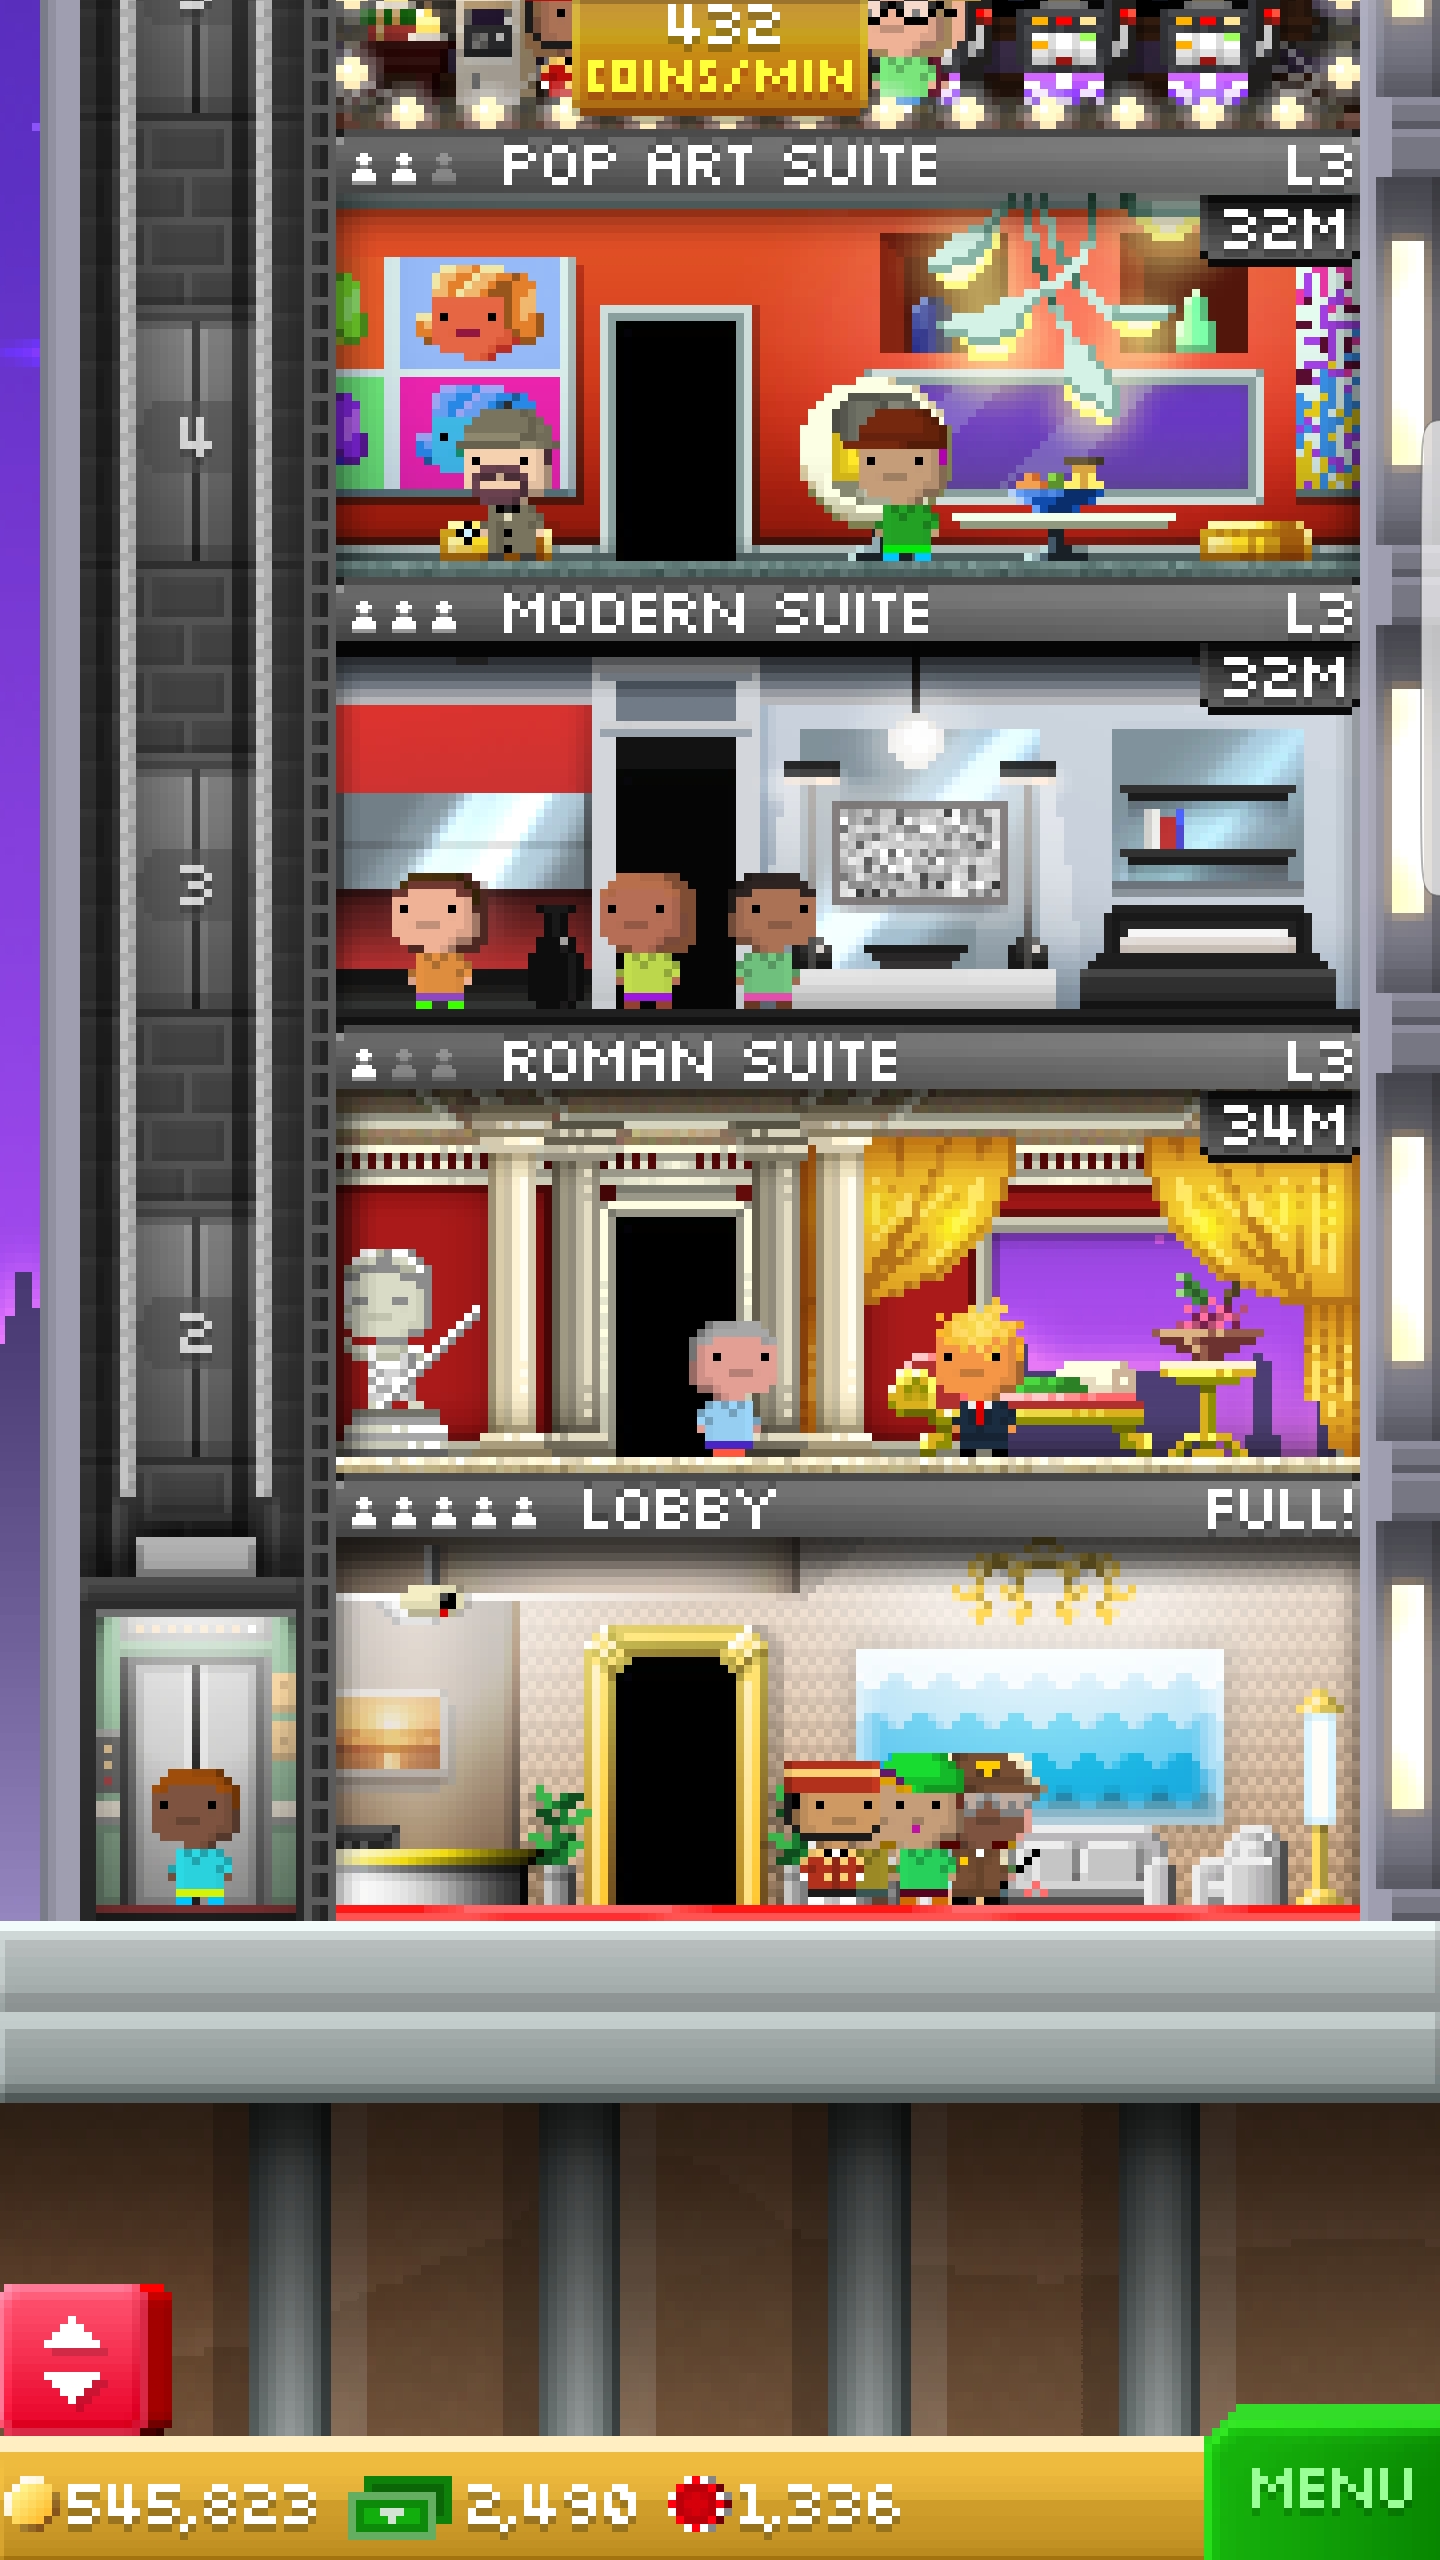 432
COINS/MIN
POP ART SUITE L3
32M
4
MODERN SUITE L3
32M
3
ROMAN SUITE L3
34M
2
LOBBY FULL!
545,823 2,490 1,336
MENU